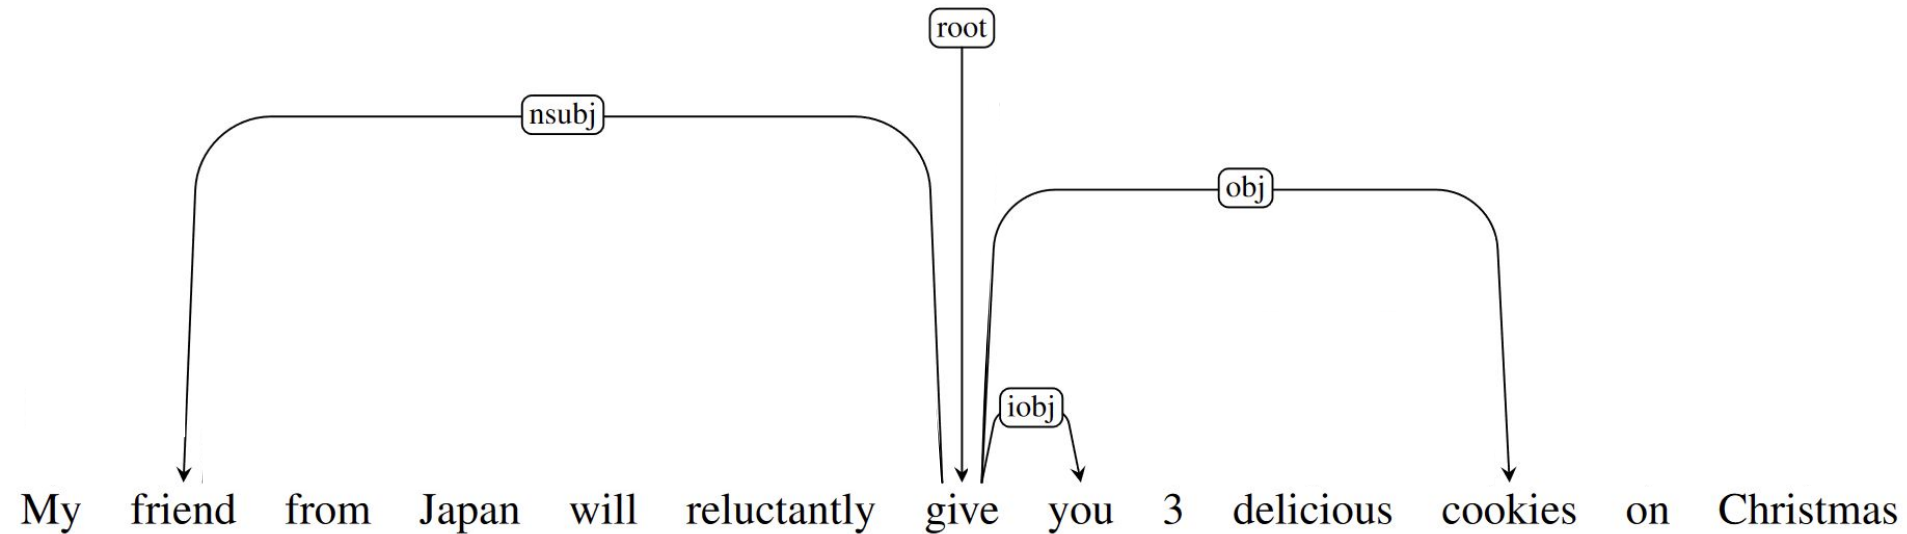 root
nsubj
obj
iobj
My friend from Japan will reluctantly give you 3 delicious cookies on Christmas